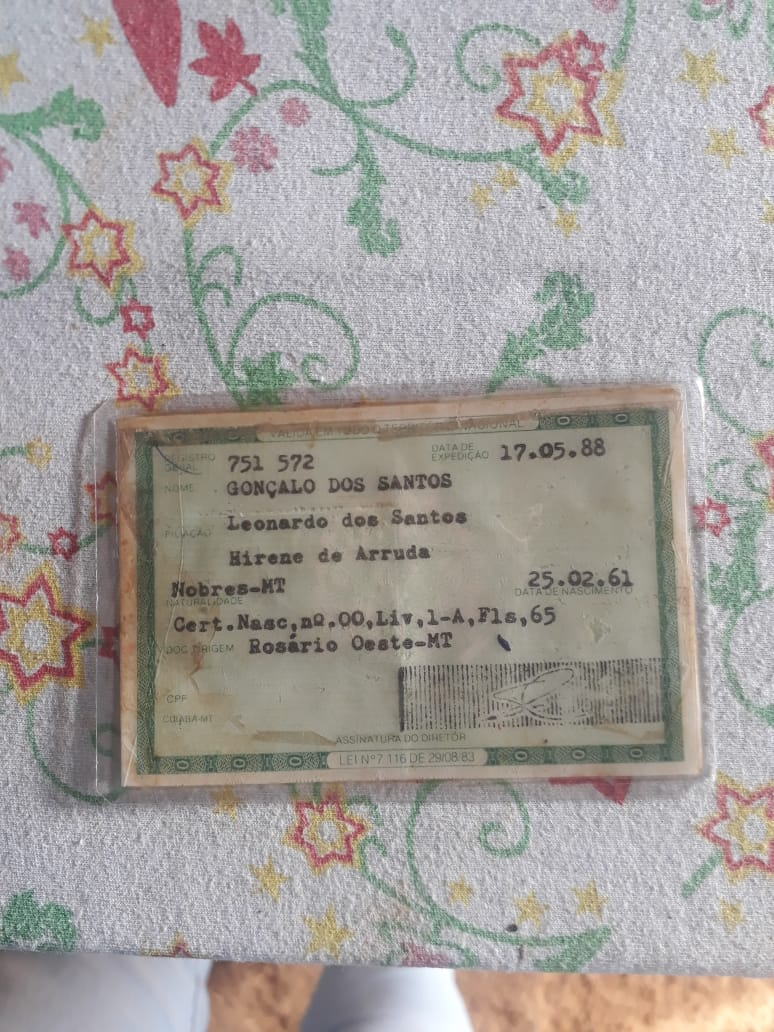 VÁLIDA EM TODO O TERRITÓRIO NACIONAL
REGISTRO GERAL 751 572 DATA DE EXPEDIÇÃO 17.05.88
NOME GONÇALO DOS SANTOS
FILIAÇÃO Leonardo dos Santos
Hirene de Arruda
Nobres-MT 25.02.61
NATURALIDADE DATA DE NASCIMENTO
Cert.Nasc,nº.00,Liv,1-A,Fls,65
DOC ORIGEM Rosário Oeste-MT
CPF
CUIABÁ-MT
ASSINATURA DO DIRETOR
LEI Nº 7.116 DE 29/08/83